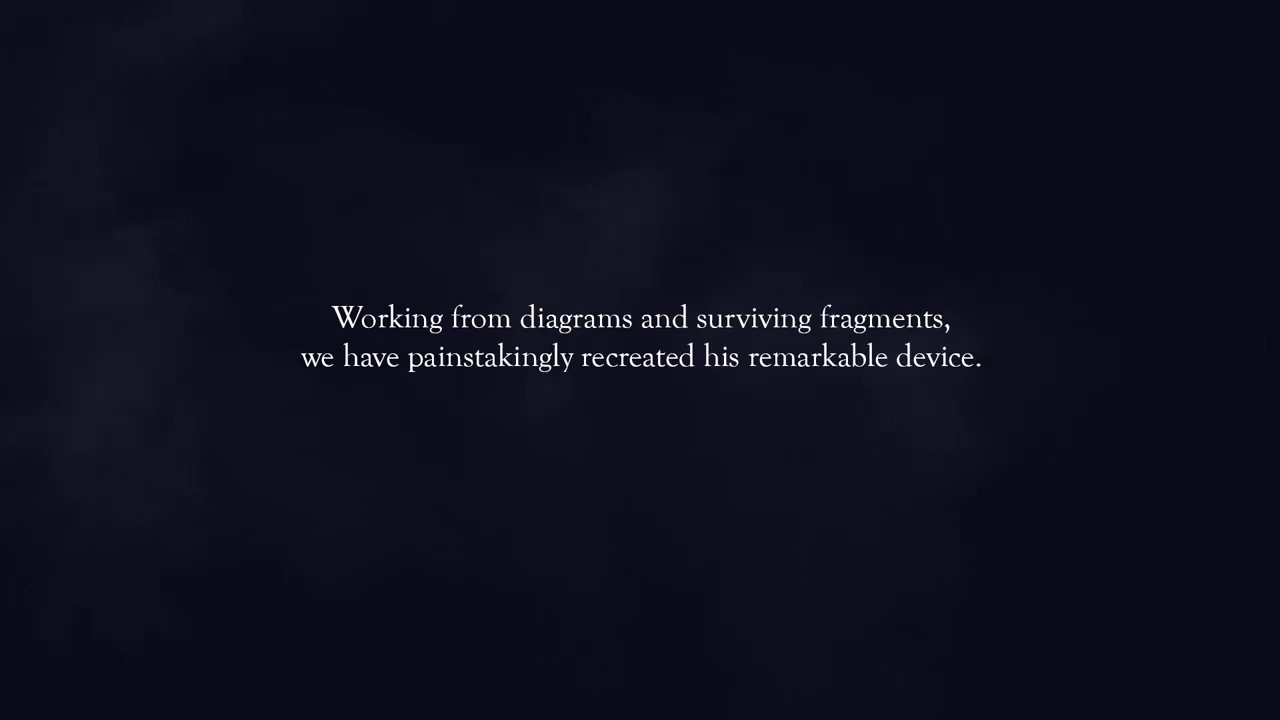 Working from diagrams and surviving fragments,
we have painstakingly recreated his remarkable device.